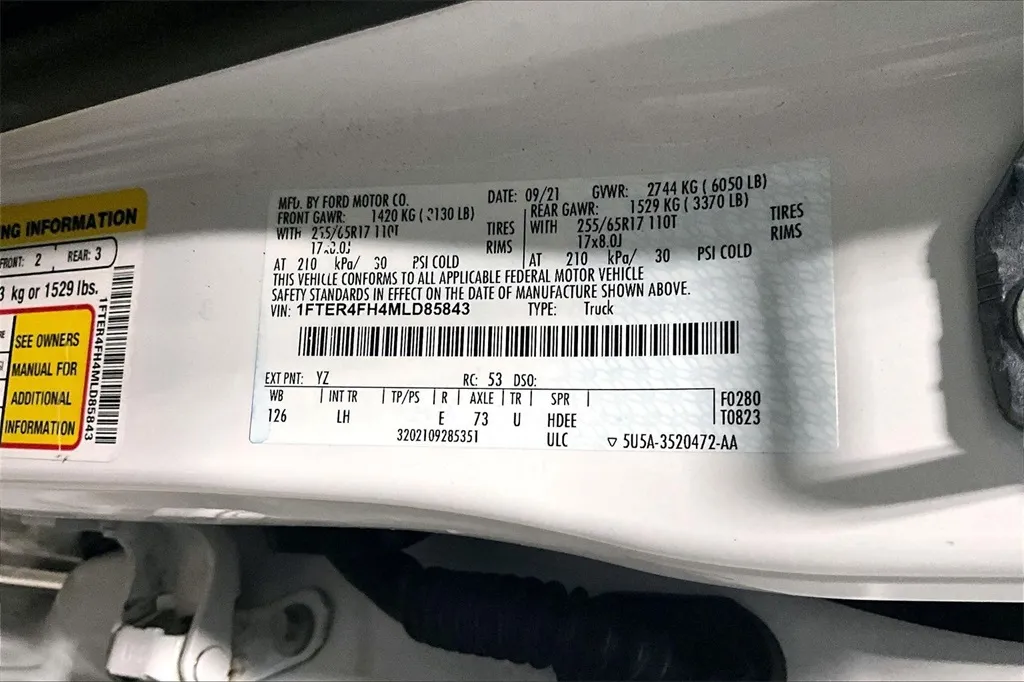 NG INFORMATION
FRONT: 2 REAR: 3
3 kg or 1529 lbs.
SEE OWNERS
MANUAL FOR
ADDITIONAL
INFORMATION
1FTER4FH4MLD85843
MFD. BY FORD MOTOR CO. DATE: 09/21 GVWR: 2744 KG ( 6050 LB)
FRONT GAWR: 1420 KG ( 3130 LB) REAR GAWR: 1529 KG ( 3370 LB)
WITH 255/65R17 110T TIRES WITH 255/65R17 110T TIRES
17x8.0J RIMS 17x8.0J RIMS
AT 210 kPa/ 30 PSI COLD AT 210 kPa/ 30 PSI COLD
THIS VEHICLE CONFORMS TO ALL APPLICABLE FEDERAL MOTOR VEHICLE
SAFETY STANDARDS IN EFFECT ON THE DATE OF MANUFACTURE SHOWN ABOVE.
VIN: 1FTER4FH4MLD85843 TYPE: Truck
EXT PNT: YZ RC: 53 DSO:
WB INT TR TP/PS R AXLE TR SPR F0280
126 LH E 73 U HDEE T0823
3202109285351 ULC 5U5A-3520472-AA